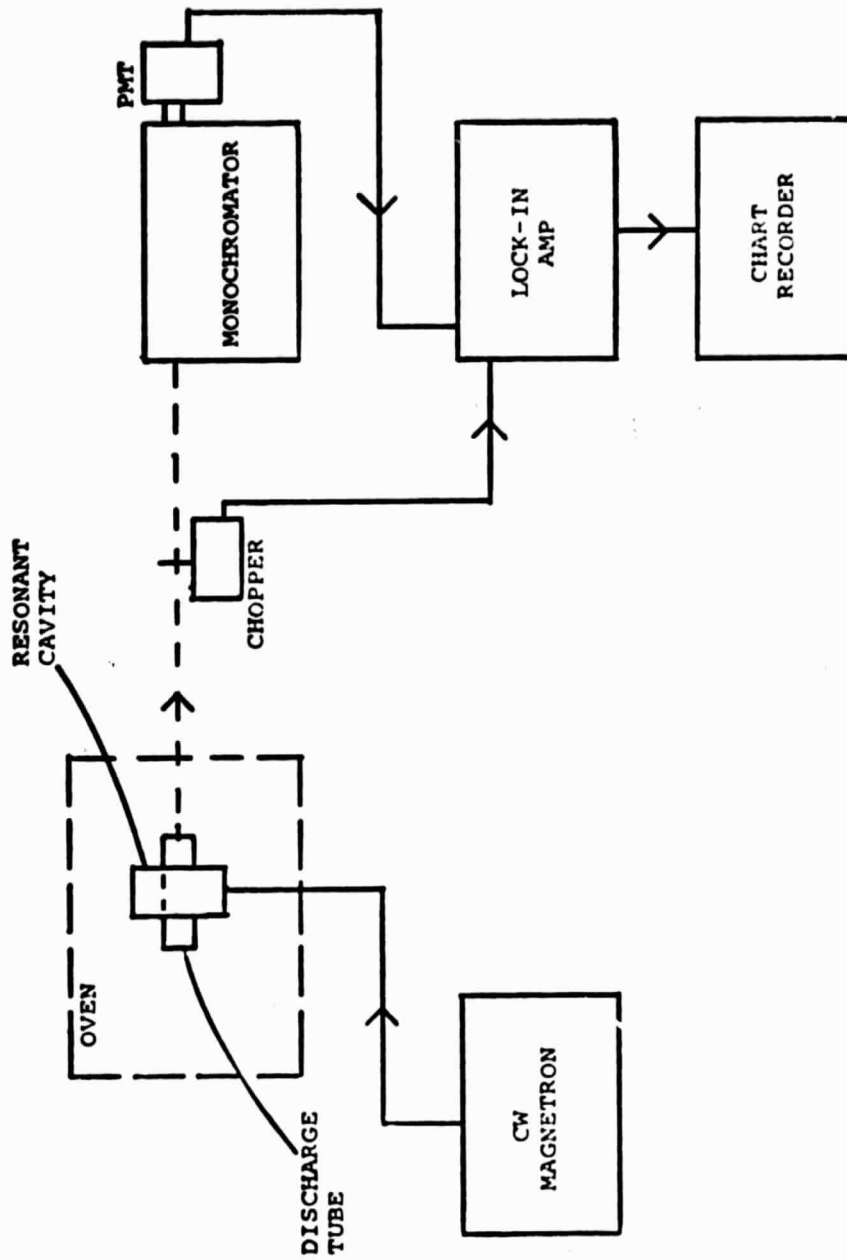 OVEN
RESONANT
CAVITY
DISCHARGE
TUBE
CW
MAGNETRON
CHOPPER
MONOCHROMATOR
PMT
LOCK-IN
AMP
CHART
RECORDER